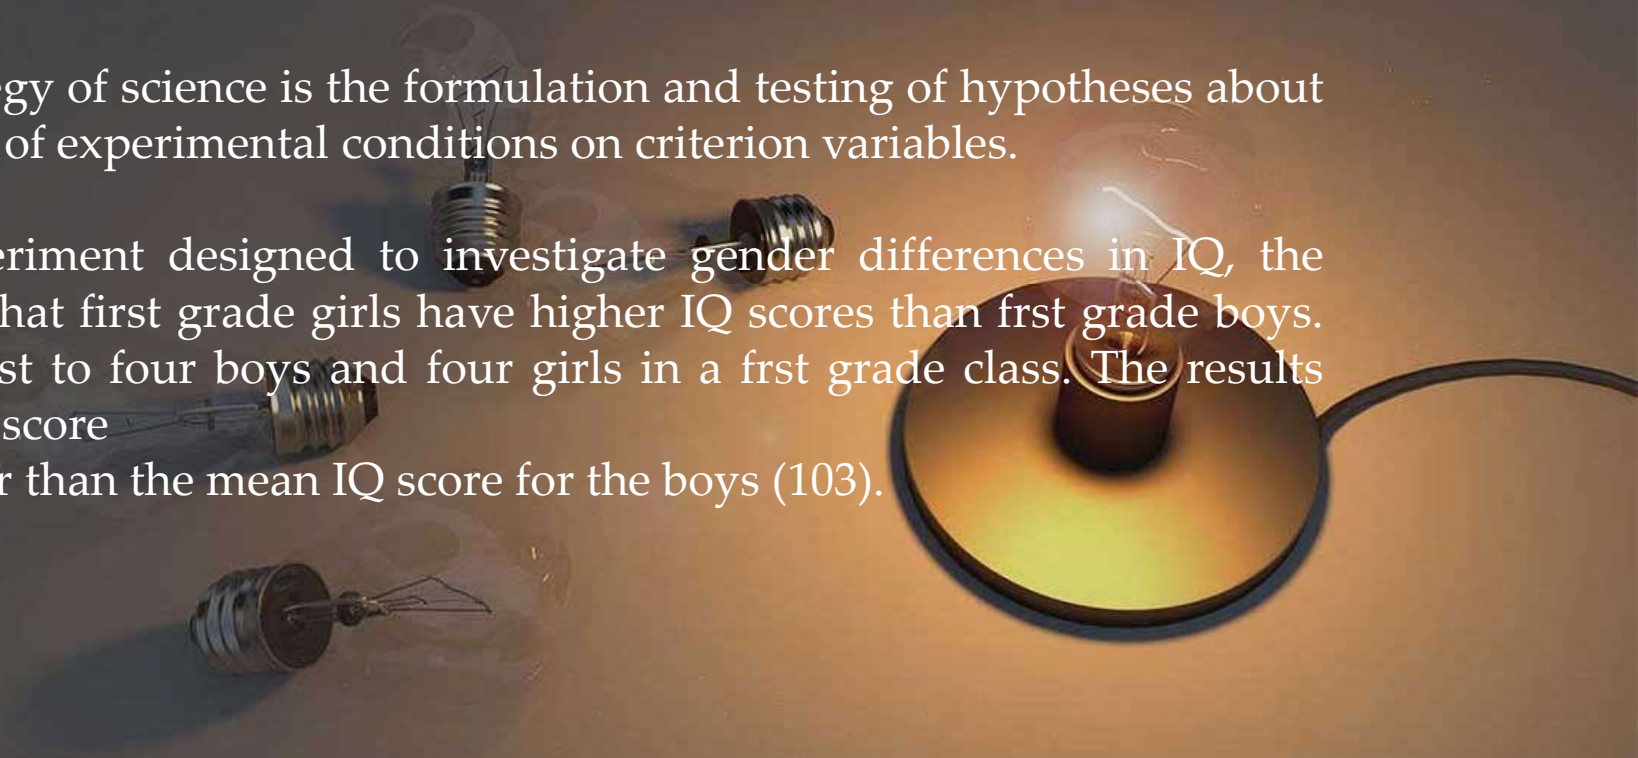 gy of science is the formulation and testing of hypotheses about
of experimental conditions on criterion variables.
eriment designed to investigate gender differences in IQ, the
hat first grade girls have higher IQ scores than frst grade boys.
st to four boys and four girls in a frst grade class. The results
score
r than the mean IQ score for the boys (103).